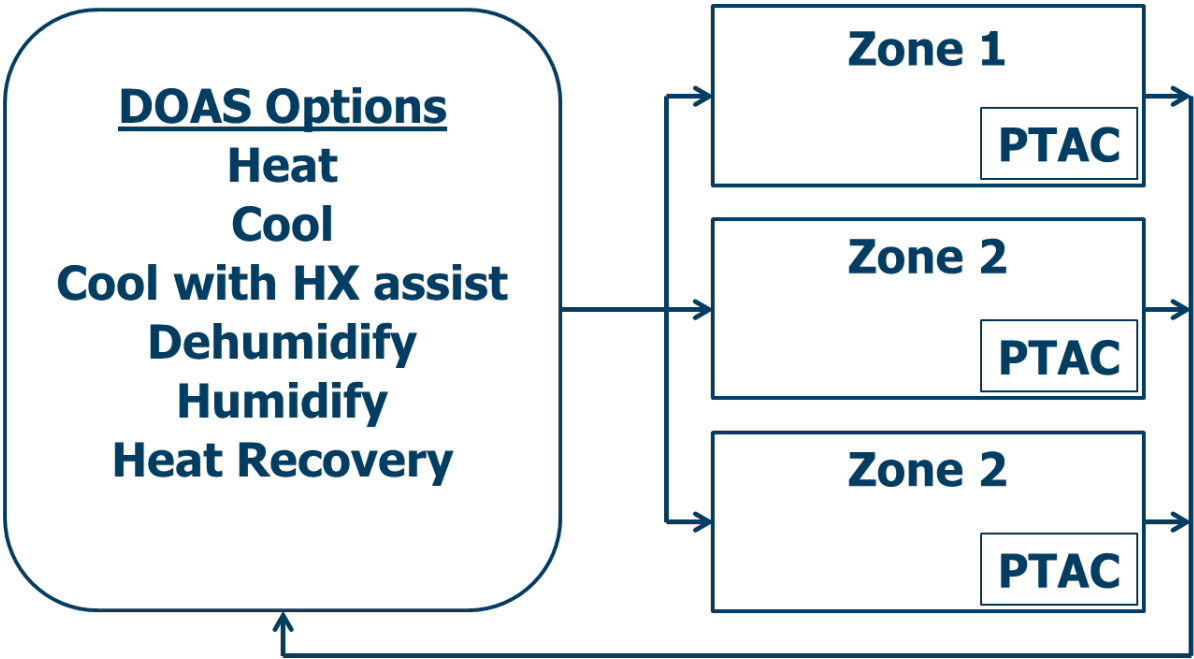 DOAS Options
Heat
Cool
Cool with HX assist
Dehumidify
Humidify
Heat Recovery
Zone 1
PTAC
Zone 2
PTAC
Zone 2
PTAC